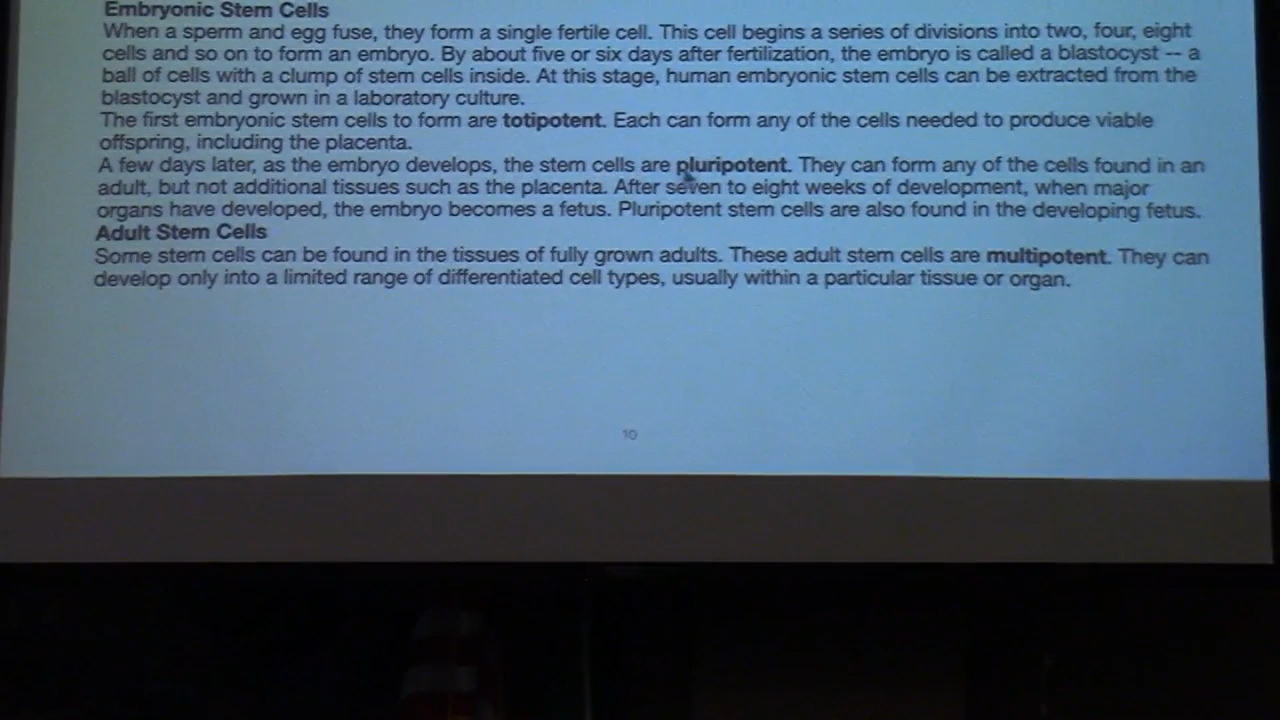 Embryonic Stem Cells
When a sperm and egg fuse, they form a single fertile cell. This cell begins a series of divisions into two, four, eight
cells and so on to form an embryo. By about five or six days after fertilization, the embryo is called a blastocyst -- a
ball of cells with a clump of stem cells inside. At this stage, human embryonic stem cells can be extracted from the
blastocyst and grown in a laboratory culture.
The first embryonic stem cells to form are totipotent. Each can form any of the cells needed to produce viable
offspring, including the placenta.
A few days later, as the embryo develops, the stem cells are pluripotent. They can form any of the cells found in an
adult, but not additional tissues such as the placenta. After seven to eight weeks of development, when major
organs have developed, the embryo becomes a fetus. Pluripotent stem cells are also found in the developing fetus.
Adult Stem Cells
Some stem cells can be found in the tissues of fully grown adults. These adult stem cells are multipotent. They can
develop only into a limited range of differentiated cell types, usually within a particular tissue or organ.
10